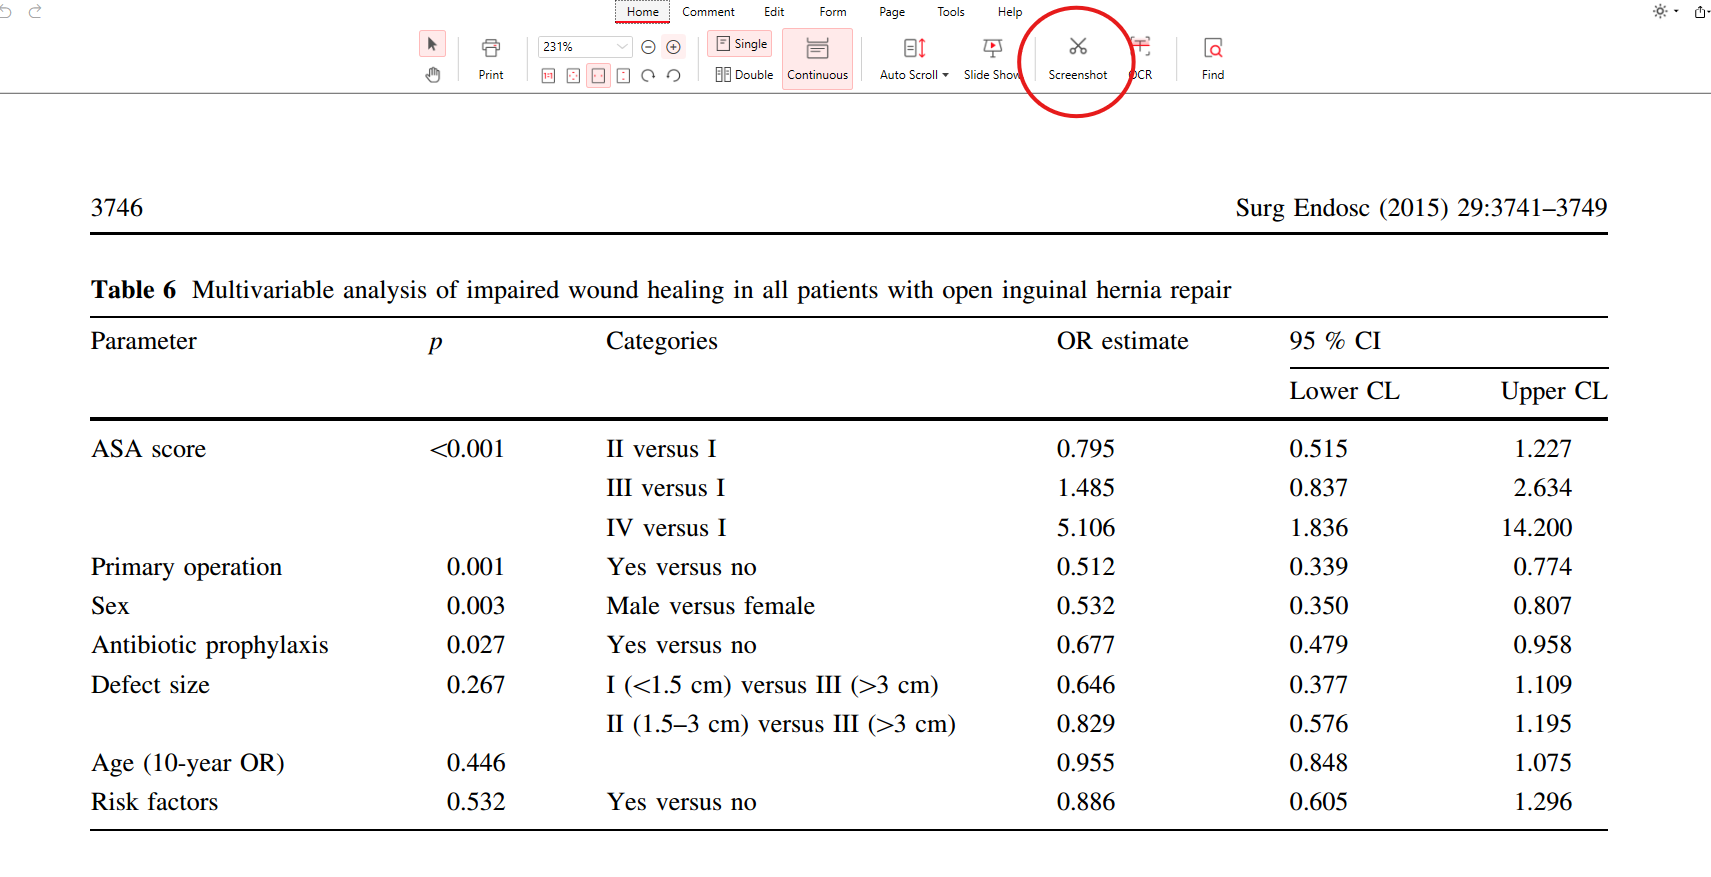 Home Comment Edit Form Page Tools Help
231% Single
Print Double Continuous Auto Scroll Slide Show Screenshot OCR Find
3746 Surg Endosc (2015) 29:3741–3749
Table 6 Multivariable analysis of impaired wound healing in all patients with open inguinal hernia repair
Parameter p Categories OR estimate 95 % CI
Lower CL Upper CL
ASA score <0.001 II versus I 0.795 0.515 1.227
III versus I 1.485 0.837 2.634
IV versus I 5.106 1.836 14.200
Primary operation 0.001 Yes versus no 0.512 0.339 0.774
Sex 0.003 Male versus female 0.532 0.350 0.807
Antibiotic prophylaxis 0.027 Yes versus no 0.677 0.479 0.958
Defect size 0.267 I (<1.5 cm) versus III (>3 cm) 0.646 0.377 1.109
II (1.5–3 cm) versus III (>3 cm) 0.829 0.576 1.195
Age (10-year OR) 0.446 0.955 0.848 1.075
Risk factors 0.532 Yes versus no 0.886 0.605 1.296